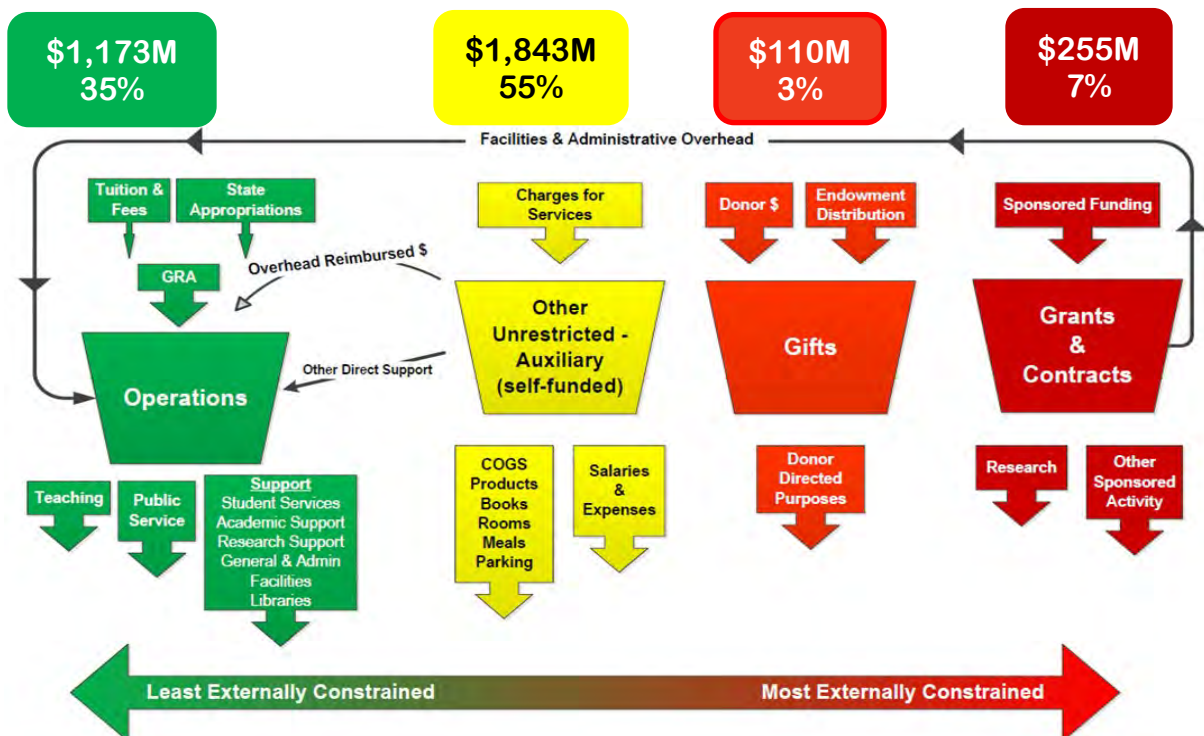 $1,173M
35%
$1,843M
55%
$110M
3%
$255M
7%
Facilities & Administrative Overhead
Tuition &
Fees
State
Appropriations
GRA
Overhead Reimbursed $
Other Direct Support
Operations
Teaching
Public
Service
Support
Student Services
Academic Support
Research Support
General & Admin
Facilities
Libraries
Charges for
Services
Other
Unrestricted -
Auxiliary
(self-funded)
COGS
Products
Books
Rooms
Meals
Parking
Salaries
&
Expenses
Donor $
Endowment
Distribution
Gifts
Donor
Directed
Purposes
Sponsored Funding
Grants
&
Contracts
Research
Other
Sponsored
Activity
Least Externally Constrained
Most Externally Constrained